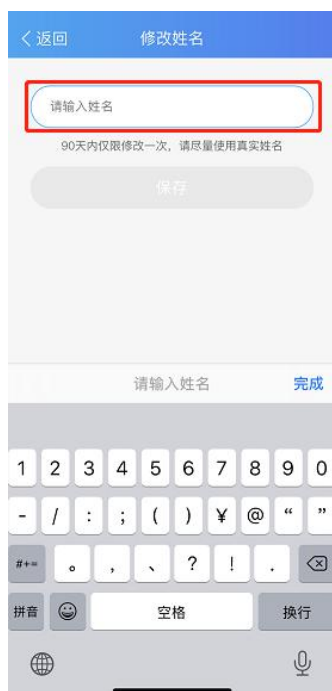 返回 修改姓名
请输入姓名
90天内仅限修改一次，请尽量使用真实姓名
保存
请输入姓名 完成
1 2 3 4 5 6 7 8 9 0
- / : ; ( ) ¥ @ “ ”
#+= 。 ， 、 ? ! .
拼音 空格 换行